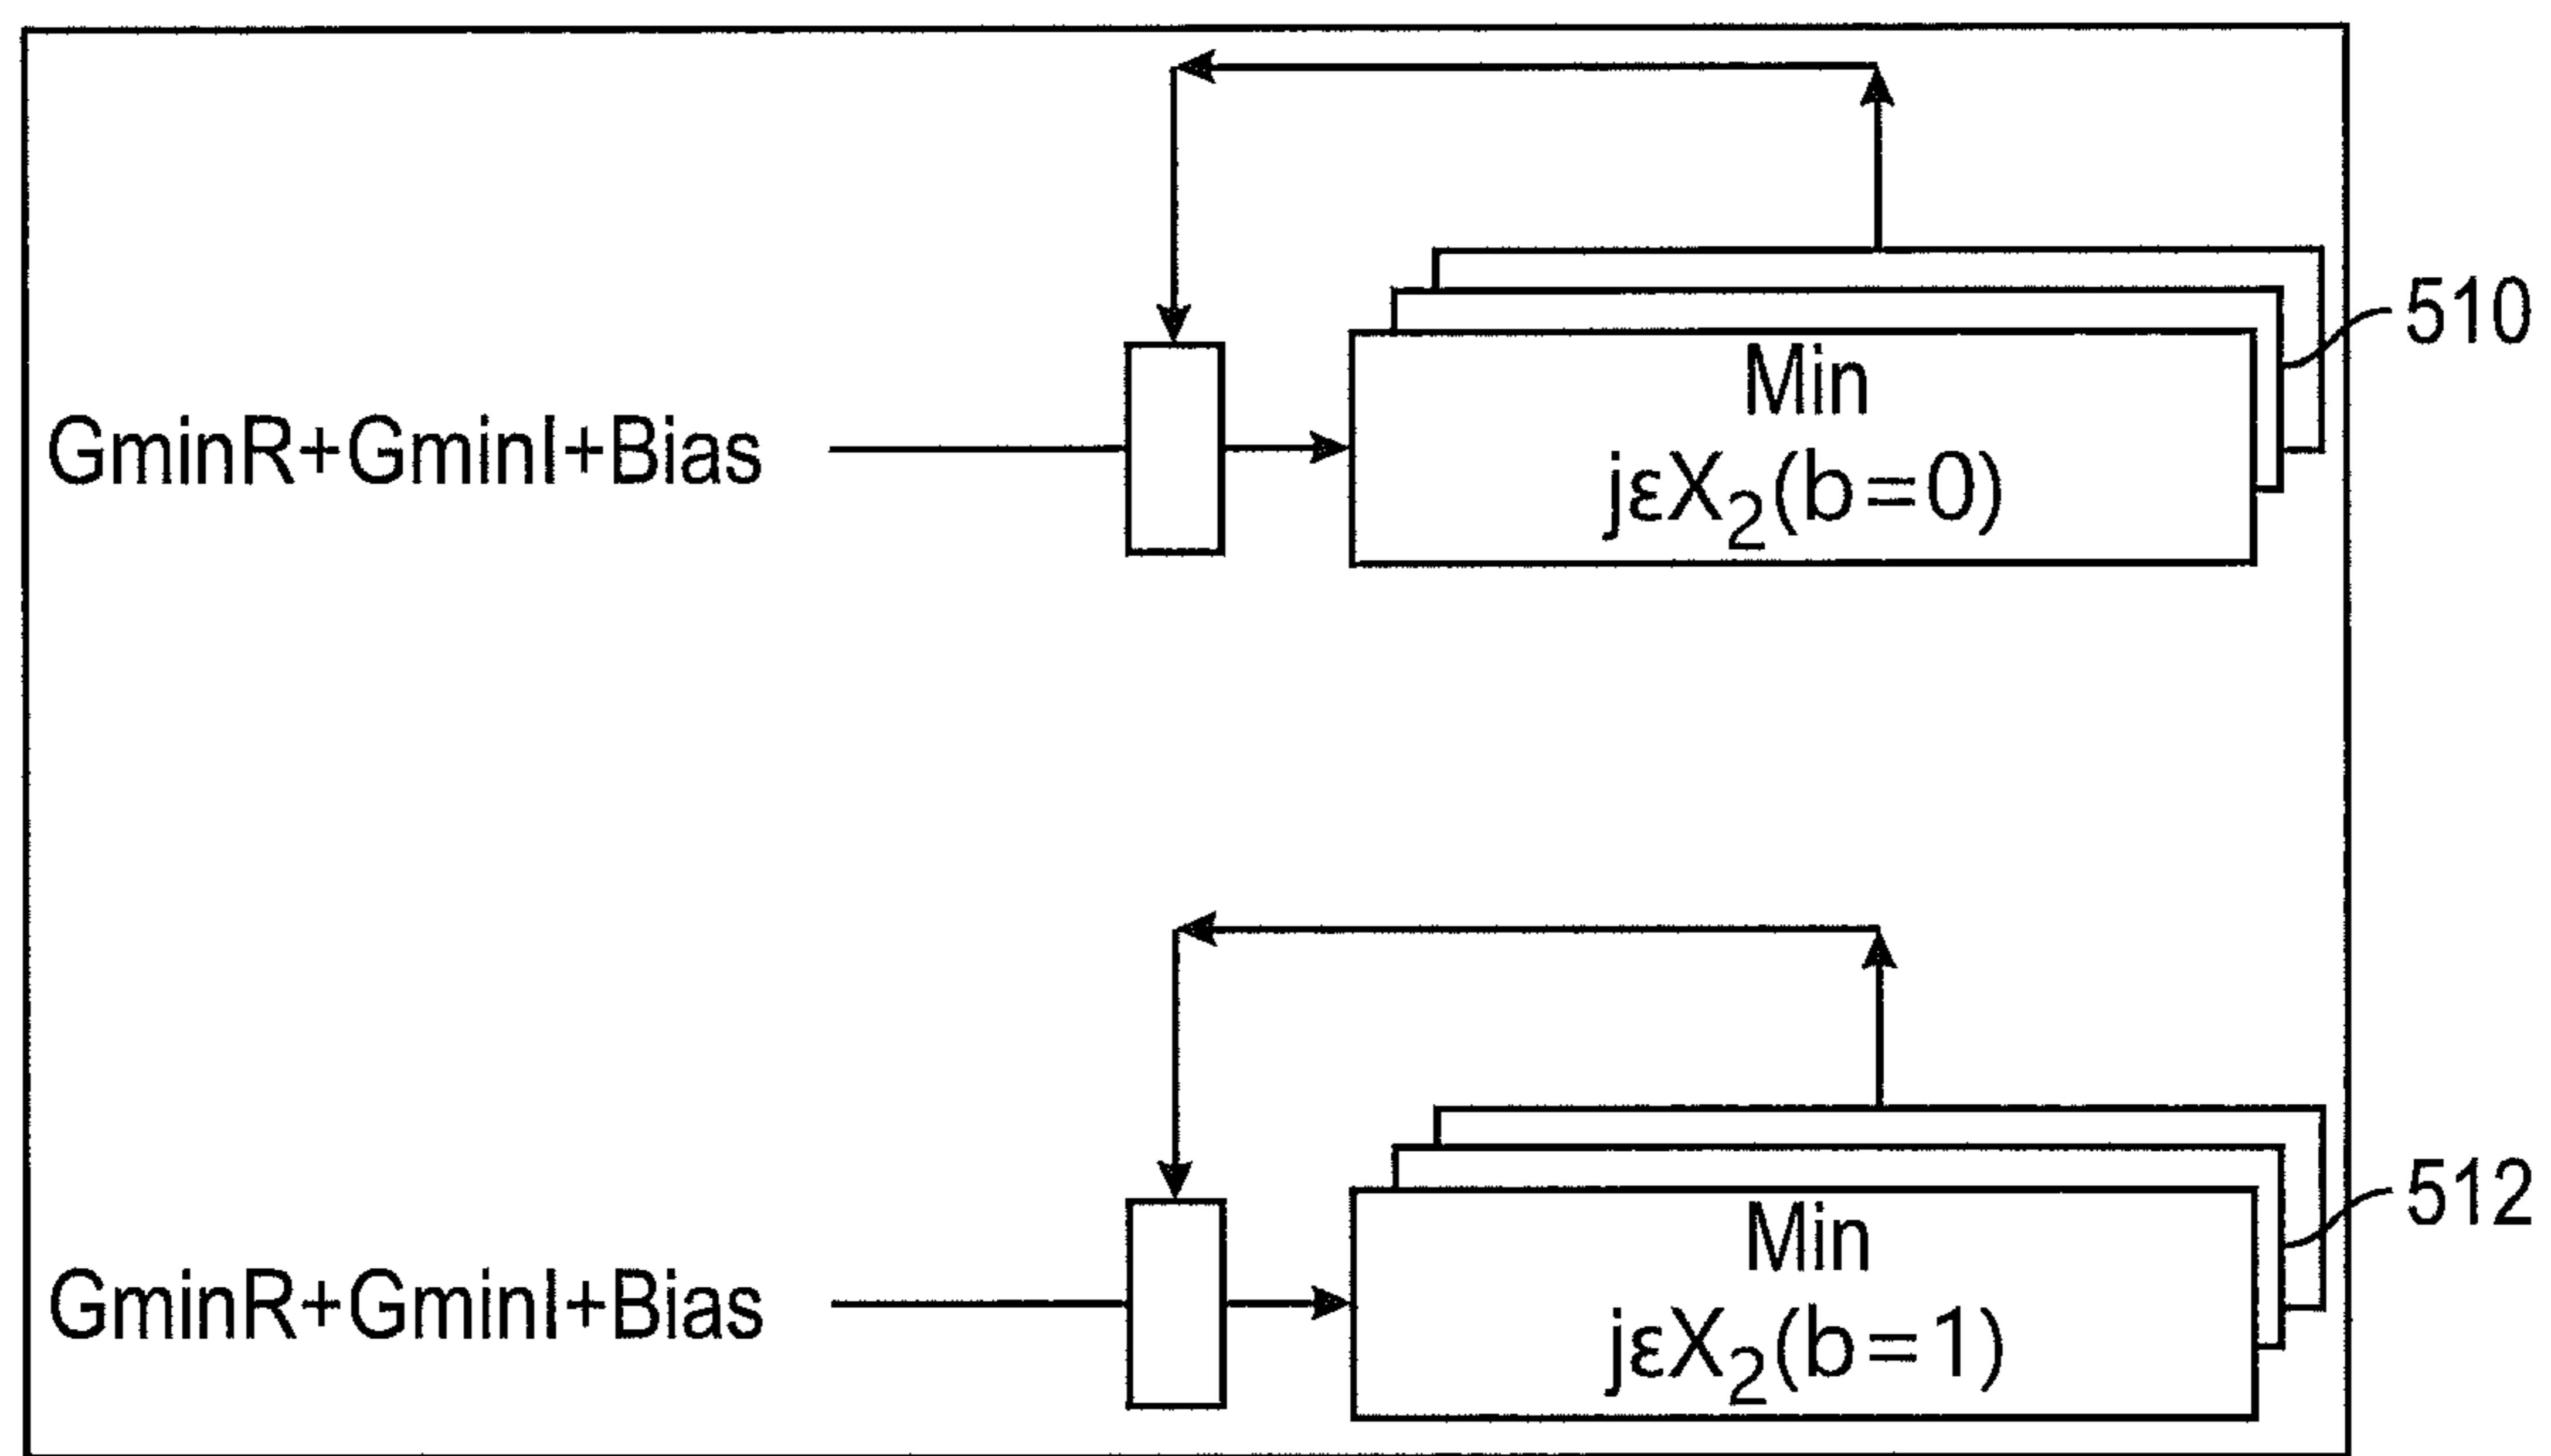 Min
510
GminR+GminI+Bias
jεX₂(b=0)
Min
512
GminR+GminI+Bias
jεX₂(b=1)